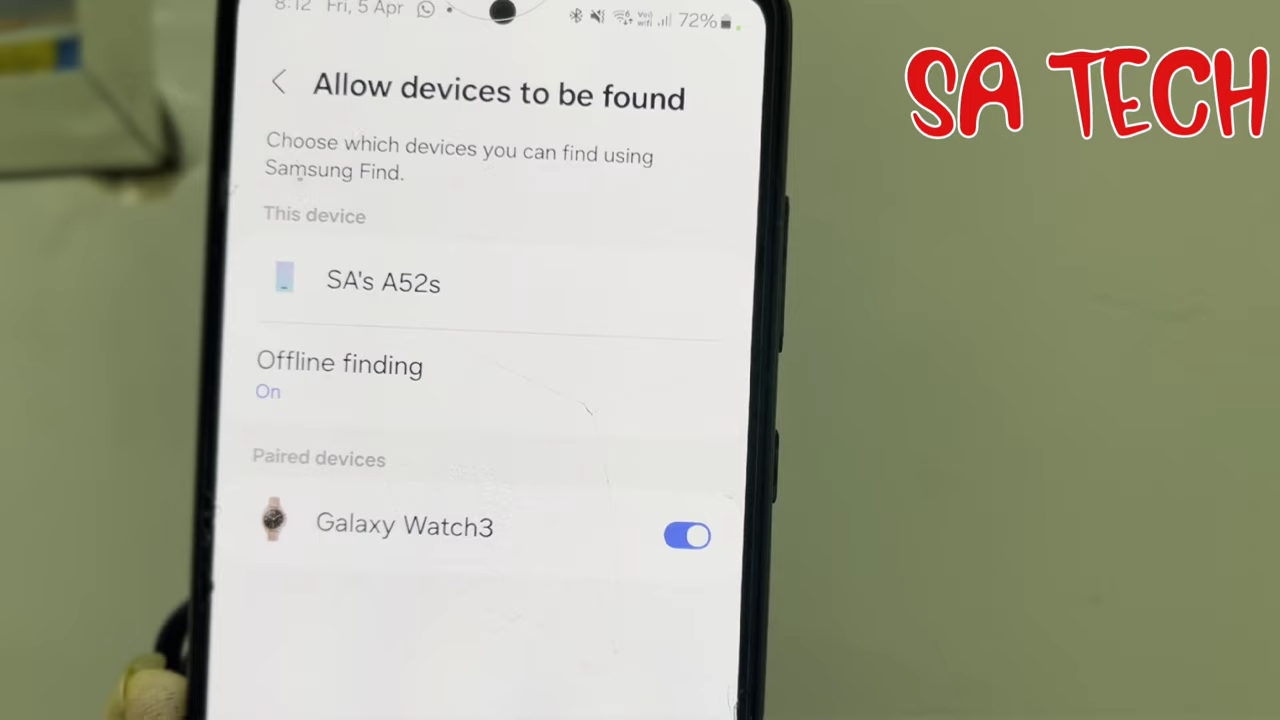 8:12 Fri, 5 Apr 72%
SA TECH
Allow devices to be found
Choose which devices you can find using
Samsung Find.
This device
SA's A52s
Offline finding
On
Paired devices
Galaxy Watch3